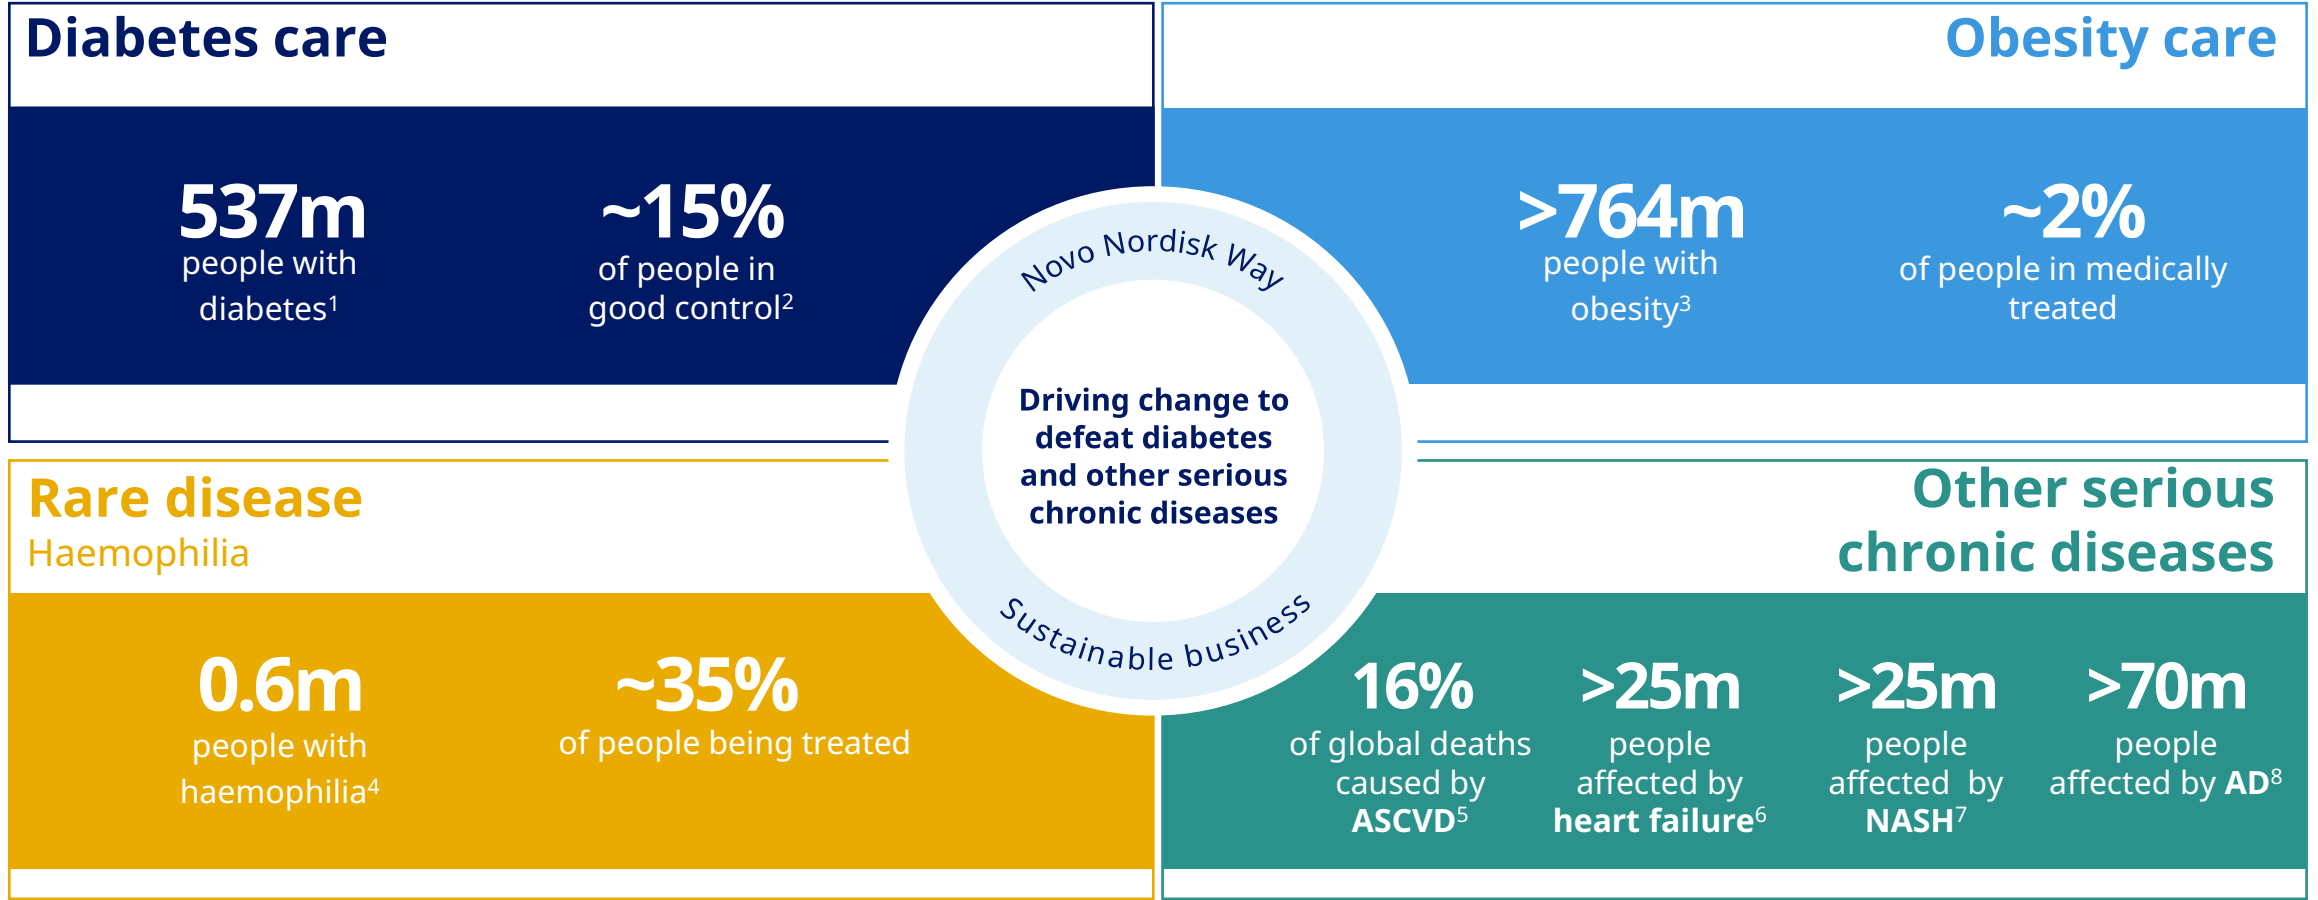 Diabetes care
537m
people with
diabetes¹
~15%
of people in
good control²
Obesity care
>764m
people with
obesity³
~2%
of people in medically
treated
Novo Nordisk Way
Driving change to
defeat diabetes
and other serious
chronic diseases
Sustainable business
Rare disease
Haemophilia
0.6m
people with
haemophilia⁴
~35%
of people being treated
Other serious
chronic diseases
16%
of global deaths
caused by
ASCVD⁵
>25m
people
affected by
heart failure⁶
>25m
people
affected  by
NASH⁷
>70m
people
affected by AD⁸